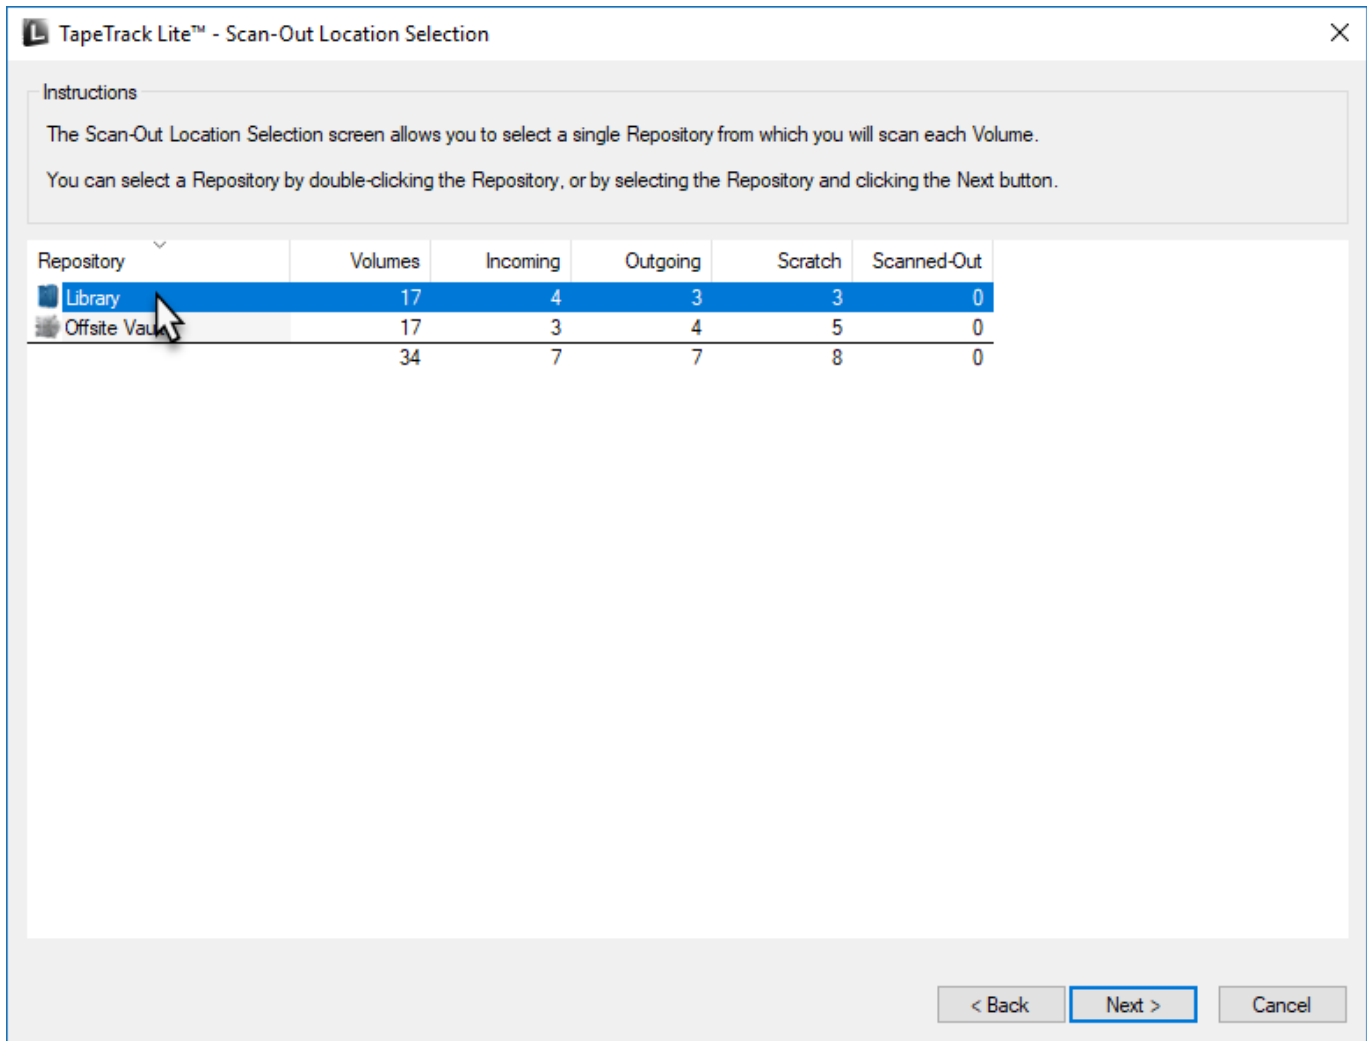 TapeTrack Lite™ - Scan-Out Location Selection
Instructions
The Scan-Out Location Selection screen allows you to select a single Repository from which you will scan each Volume.
You can select a Repository by double-clicking the Repository, or by selecting the Repository and clicking the Next button.
Repository Volumes Incoming Outgoing Scratch Scanned-Out
Library 17 4 3 3 0
Offsite Vau 17 3 4 5 0
34 7 7 8 0
< Back Next > Cancel